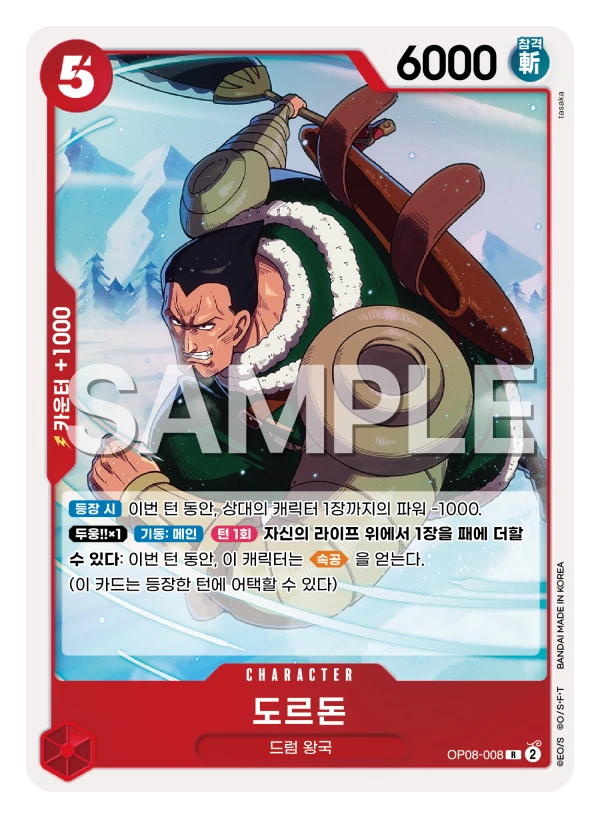 5
6000
참격
斬
tasaka
카운터 +1000
SAMPLE
등장 시 이번 턴 동안, 상대의 캐릭터 1장까지의 파워 -1000.
두웅!!×1 기동: 메인 턴 1회 자신의 라이프 위에서 1장을 패에 더할
수 있다: 이번 턴 동안, 이 캐릭터는 속공 을 얻는다.
(이 카드는 등장한 턴에 어택할 수 있다)
CHARACTER
도르돈
드럼 왕국
OP08-008 R 2
©EO/S ©O/S·F·T BANDAI MADE IN KOREA